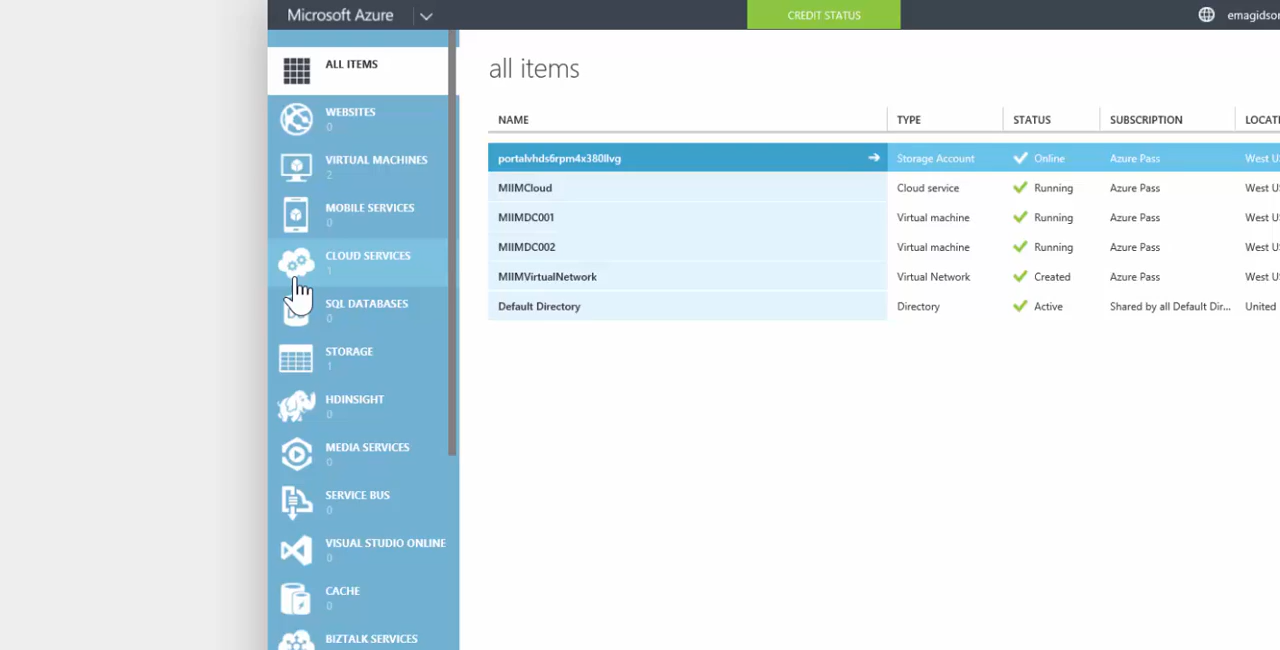 Microsoft Azure
CREDIT STATUS
ALL ITEMS
WEBSITES
0
VIRTUAL MACHINES
2
MOBILE SERVICES
0
CLOUD SERVICES
1
SQL DATABASES
0
STORAGE
1
HDINSIGHT
0
MEDIA SERVICES
0
SERVICE BUS
0
VISUAL STUDIO ONLINE
0
CACHE
0
BIZTALK SERVICES
all items
NAME TYPE STATUS SUBSCRIPTION
Storage Account Online Azure Pass West
MIIMCloud Cloud service Running Azure Pass West
MIIMDC001 Virtual machine Running Azure Pass West
MIIMDC002 Virtual machine Running Azure Pass West
MIIMVirtualNetwork Virtual Network Created Azure Pass West
Default Directory Directory Active Shared by all Default Dir... United